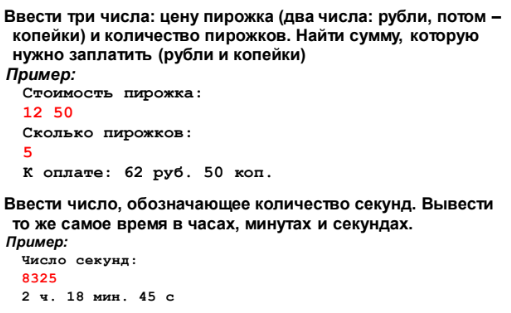 Ввести три числа: цену пирожка (два числа: рубли, потом –
копейки) и количество пирожков. Найти сумму, которую
нужно заплатить (рубли и копейки)
Пример:
Стоимость пирожка:
12 50
Сколько пирожков:
5
К оплате: 62 руб. 50 коп.
Ввести число, обозначающее количество секунд. Вывести
то же самое время в часах, минутах и секундах.
Пример:
Число секунд:
8325
2 ч. 18 мин. 45 с